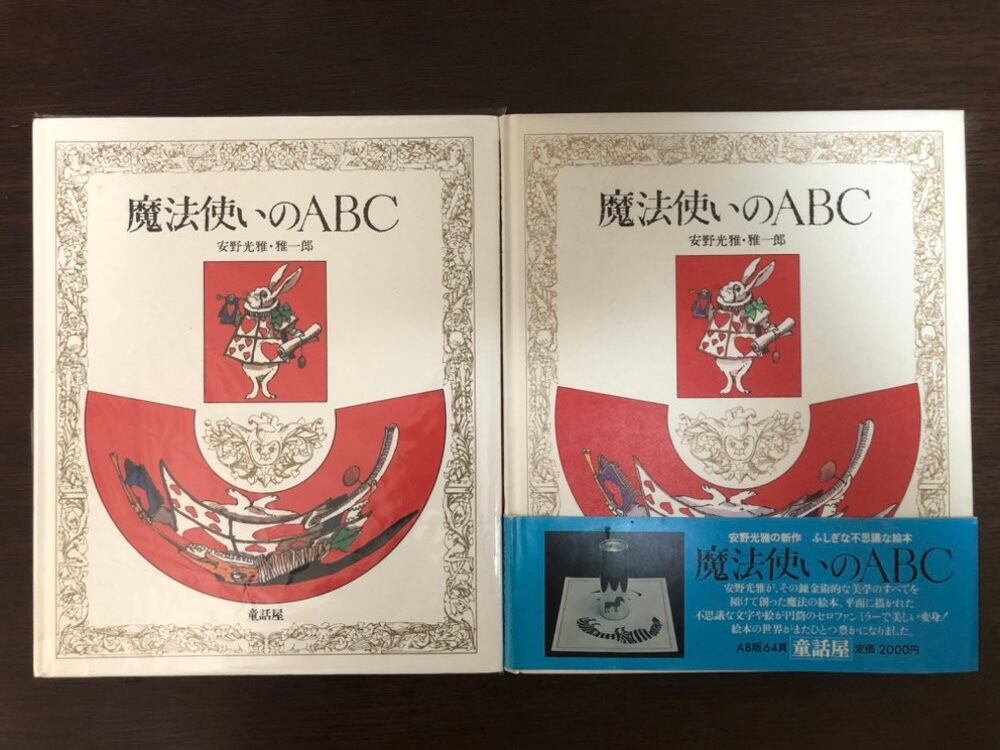 魔法使いのABC
安野光雅・雅一郎
童話屋
魔法使いのABC
安野光雅・雅一郎
安野光雅の新作 ふしぎな不思議な絵本
魔法使いのABC
安野光雅が、その錬金術的な美学のすべてを
傾けて創った魔法の絵本。平面に描かれた
不思議な文字や絵が円筒のセロファンミラーで美しい変身!
絵本の世界がまたひとつ豊かになりました。
AB版64頁 童話屋 定価 2000円